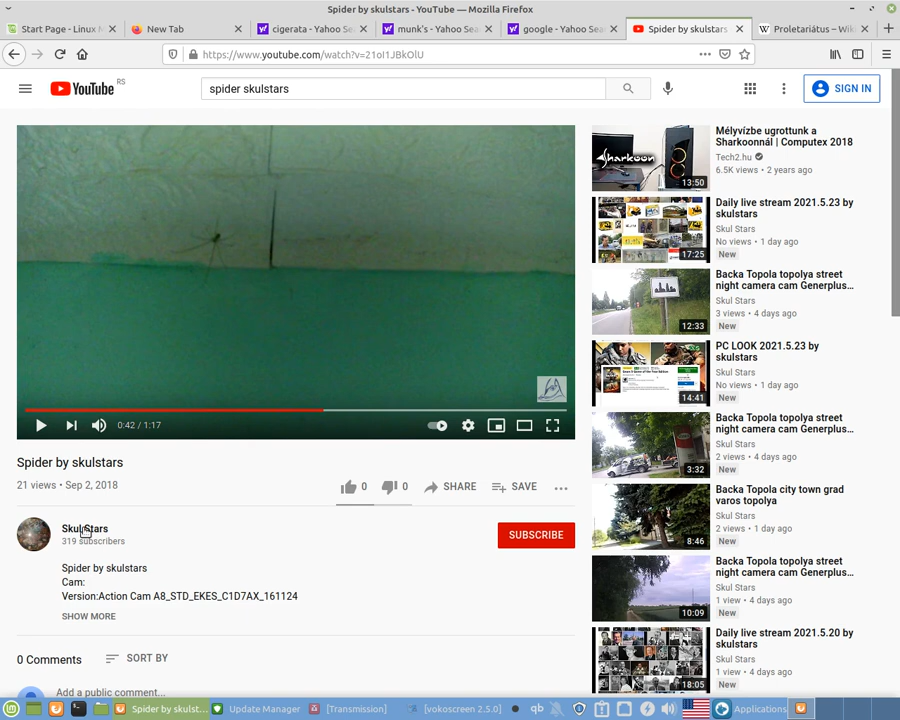 Spider by skulstars — Mozilla Firefox
Start Page - Linux M
New Tab
cigerata - Yahoo Se
munk's - Yahoo Sea
google - Yahoo Sea
Spider by skulstars
Proletariátus – Wiki
https://www.youtube.com/watch?v=21oI1JBkOlU
YouTube RS
spider skulstars
SIGN IN
0:42 / 1:17
Spider by skulstars
21 views • Sep 2, 2018
0
0
SHARE
SAVE
Skul Stars
319 subscribers
SUBSCRIBE
Spider by skulstars
Cam:
Version:Action Cam A8_STD_EKES_C1D7AX_161124
SHOW MORE
0 Comments
SORT BY
Add a public comment...
Sharkoon
13:50
Mélyvízbe ugrottunk a
Sharkoonnál | Computex 2018
Tech2.hu
6.5K views • 2 years ago
17:25
Daily live stream 2021.5.23 by
skulstars
Skul Stars
No views • 1 day ago
New
12:33
Backa Topola topolya street
night camera cam Generplus...
Skul Stars
3 views • 4 days ago
New
14:41
PC LOOK 2021.5.23 by
skulstars
Skul Stars
No views • 1 day ago
New
3:32
Backa Topola topolya street
night camera cam Generplus...
Skul Stars
2 views • 4 days ago
New
8:46
Backa Topola city town grad
varos topolya
Skul Stars
2 views • 1 day ago
New
10:09
Backa Topola topolya street
night camera cam Generplus...
Skul Stars
1 view • 4 days ago
New
18:05
Daily live stream 2021.5.20 by
skulstars
Skul Stars
1 view • 4 days ago
New
Spider by skulst...
Update Manager
[Transmission]
[vokoscreen 2.5.0]
qb
Applications